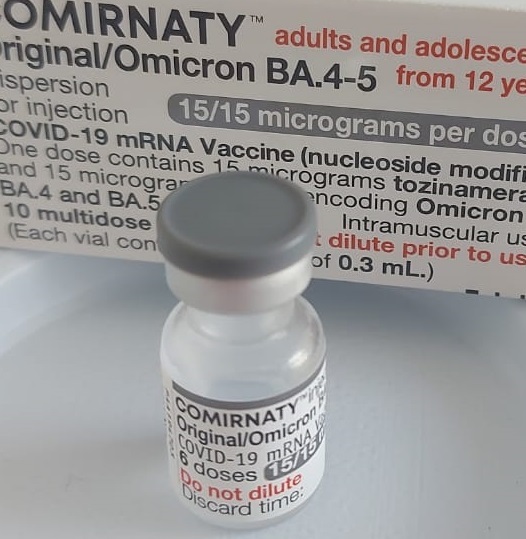 OMIRNATY™ adults and adolesce
riginal/Omicron BA.4-5 from 12 ye
ispersion
or injection 15/15 micrograms per dos
COVID-19 mRNA Vaccine (nucleoside modifi
One dose contains 15 micrograms tozinamera
and 15 microgra encoding Omicron
BA.4 and BA.5 Intramuscular us
10 multidose t dilute prior to us
(Each vial con of 0.3 mL.)
COMIRNATY™ inje
Original/Omicron B
COVID-19 mRNA V
6 doses 15/15
Do not dilute
Discard time: